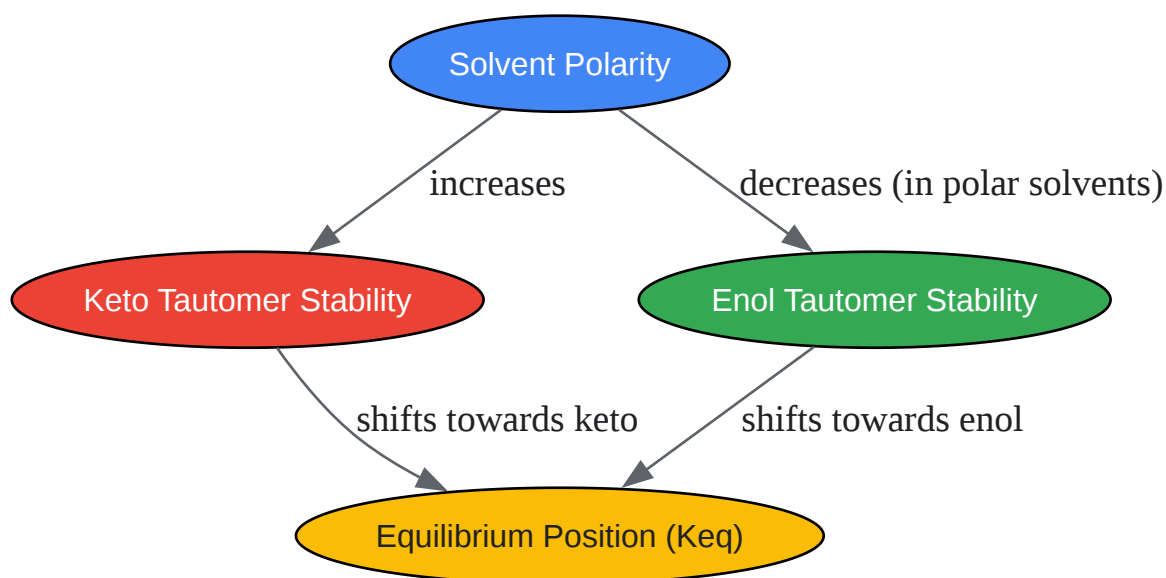 Solvent Polarity
increases
decreases (in polar solvents)
Keto Tautomer Stability
Enol Tautomer Stability
shifts towards keto
shifts towards enol
Equilibrium Position (Keq)